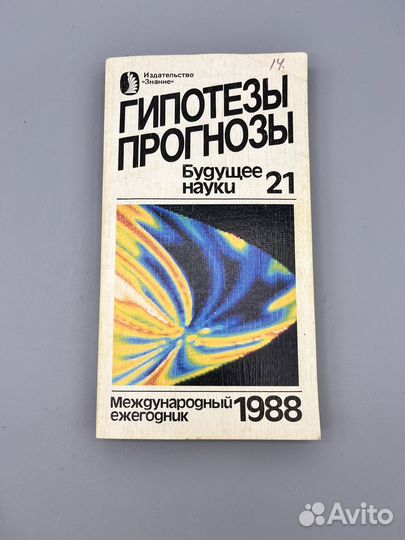 14.
Издательство
«Знание»
ГИПОТЕЗЫ
ПРОГНОЗЫ
Будущее
науки 21
Международный
ежегодник 1988
Avito